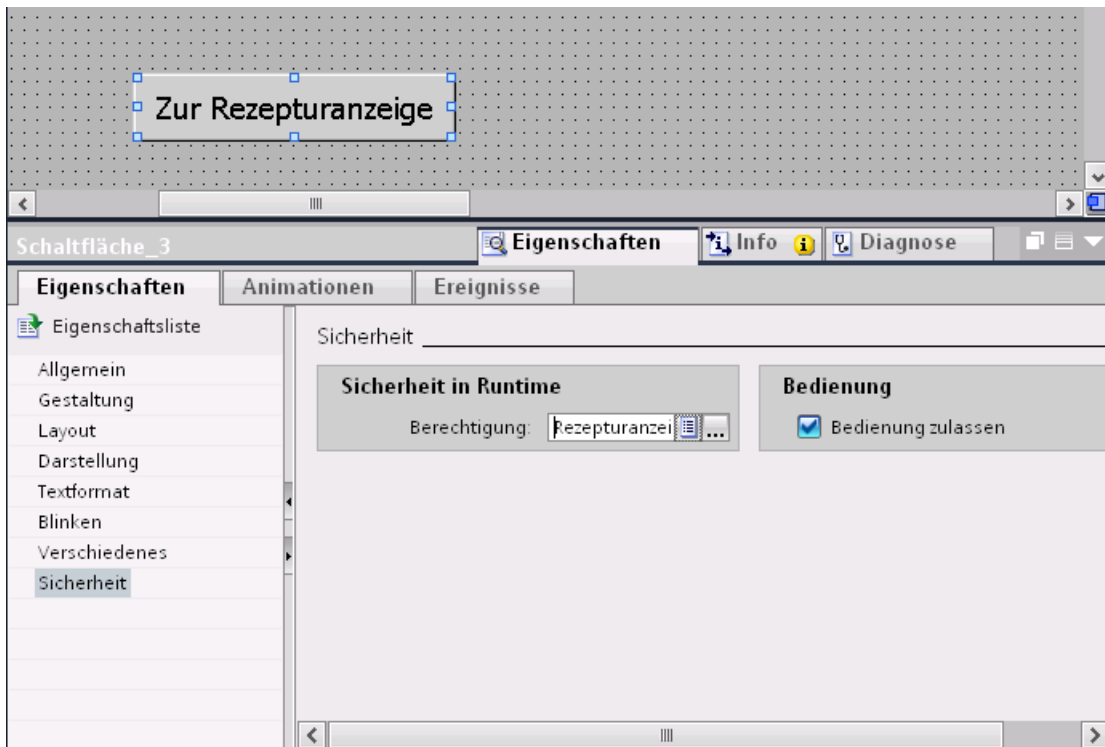 Zur Rezepturanzeige
Schaltfläche_3
Eigenschaften
Info
Diagnose
Eigenschaften
Animationen
Ereignisse
Eigenschaftsliste
Allgemein
Gestaltung
Layout
Darstellung
Textformat
Blinken
Verschiedenes
Sicherheit
Sicherheit
Sicherheit in Runtime
Berechtigung: Rezepturanzei ...
Bedienung
Bedienung zulassen